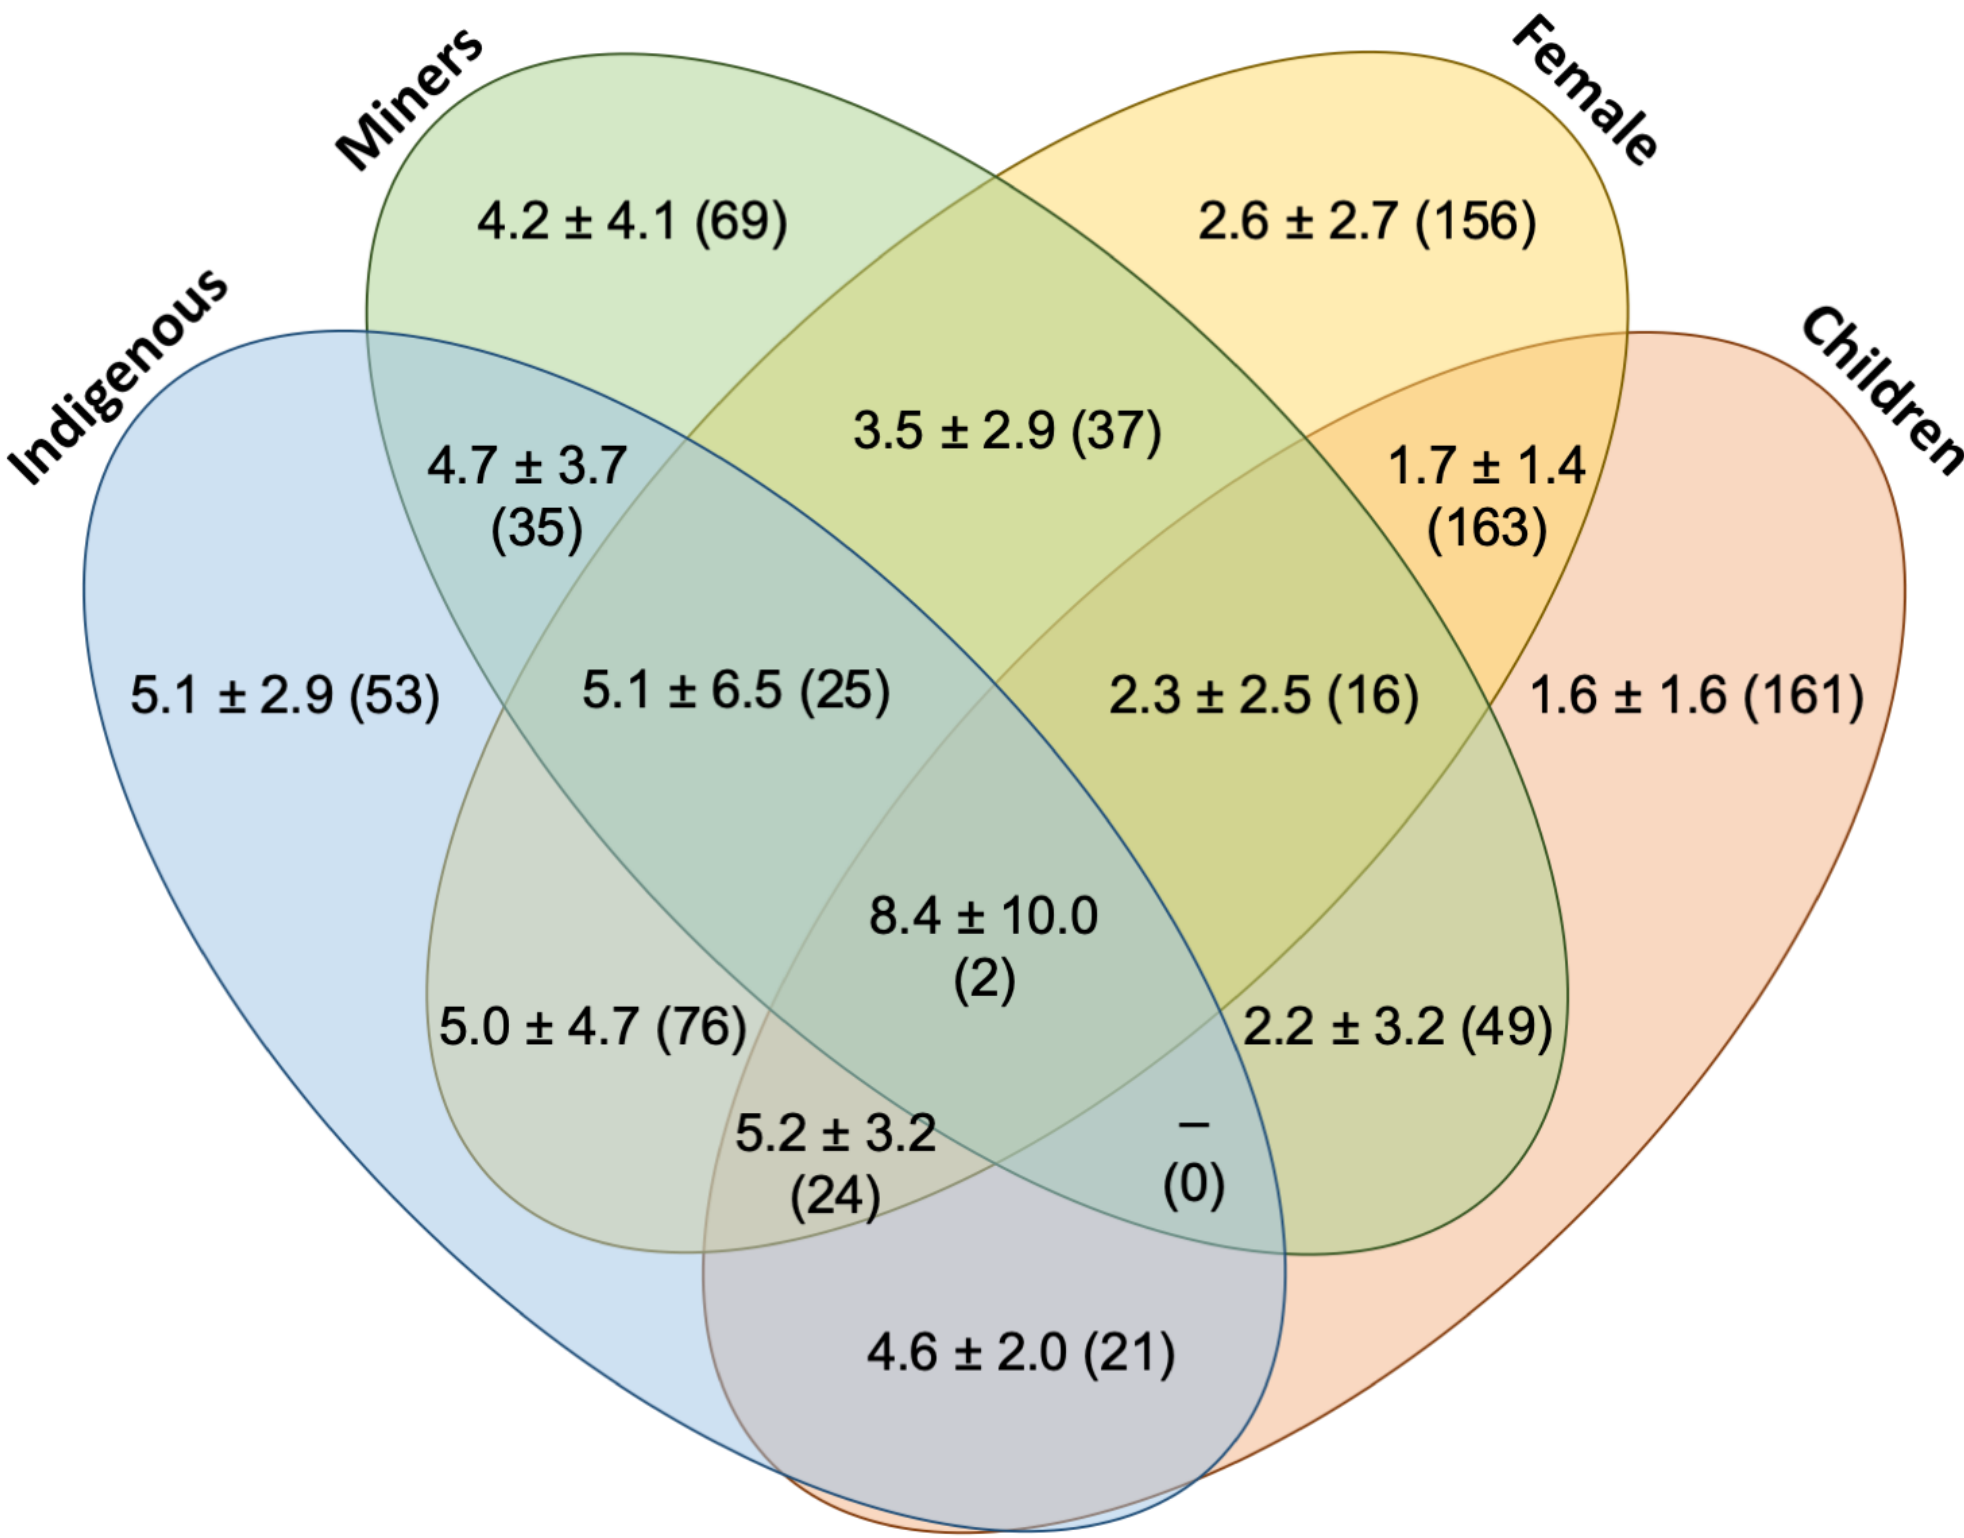 Miners
Female
Indigenous
Children
4.2 ± 4.1 (69)
2.6 ± 2.7 (156)
3.5 ± 2.9 (37)
4.7 ± 3.7
(35)
1.7 ± 1.4
(163)
5.1 ± 2.9 (53)
5.1 ± 6.5 (25)
2.3 ± 2.5 (16)
1.6 ± 1.6 (161)
8.4 ± 10.0
(2)
5.0 ± 4.7 (76)
2.2 ± 3.2 (49)
5.2 ± 3.2
(24)
–
(0)
4.6 ± 2.0 (21)